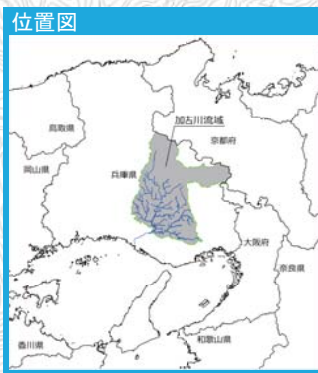 位置図
鳥取県
加古川流域
京都府
岡山県
兵庫県
大阪府
奈良県
香川県
和歌山県